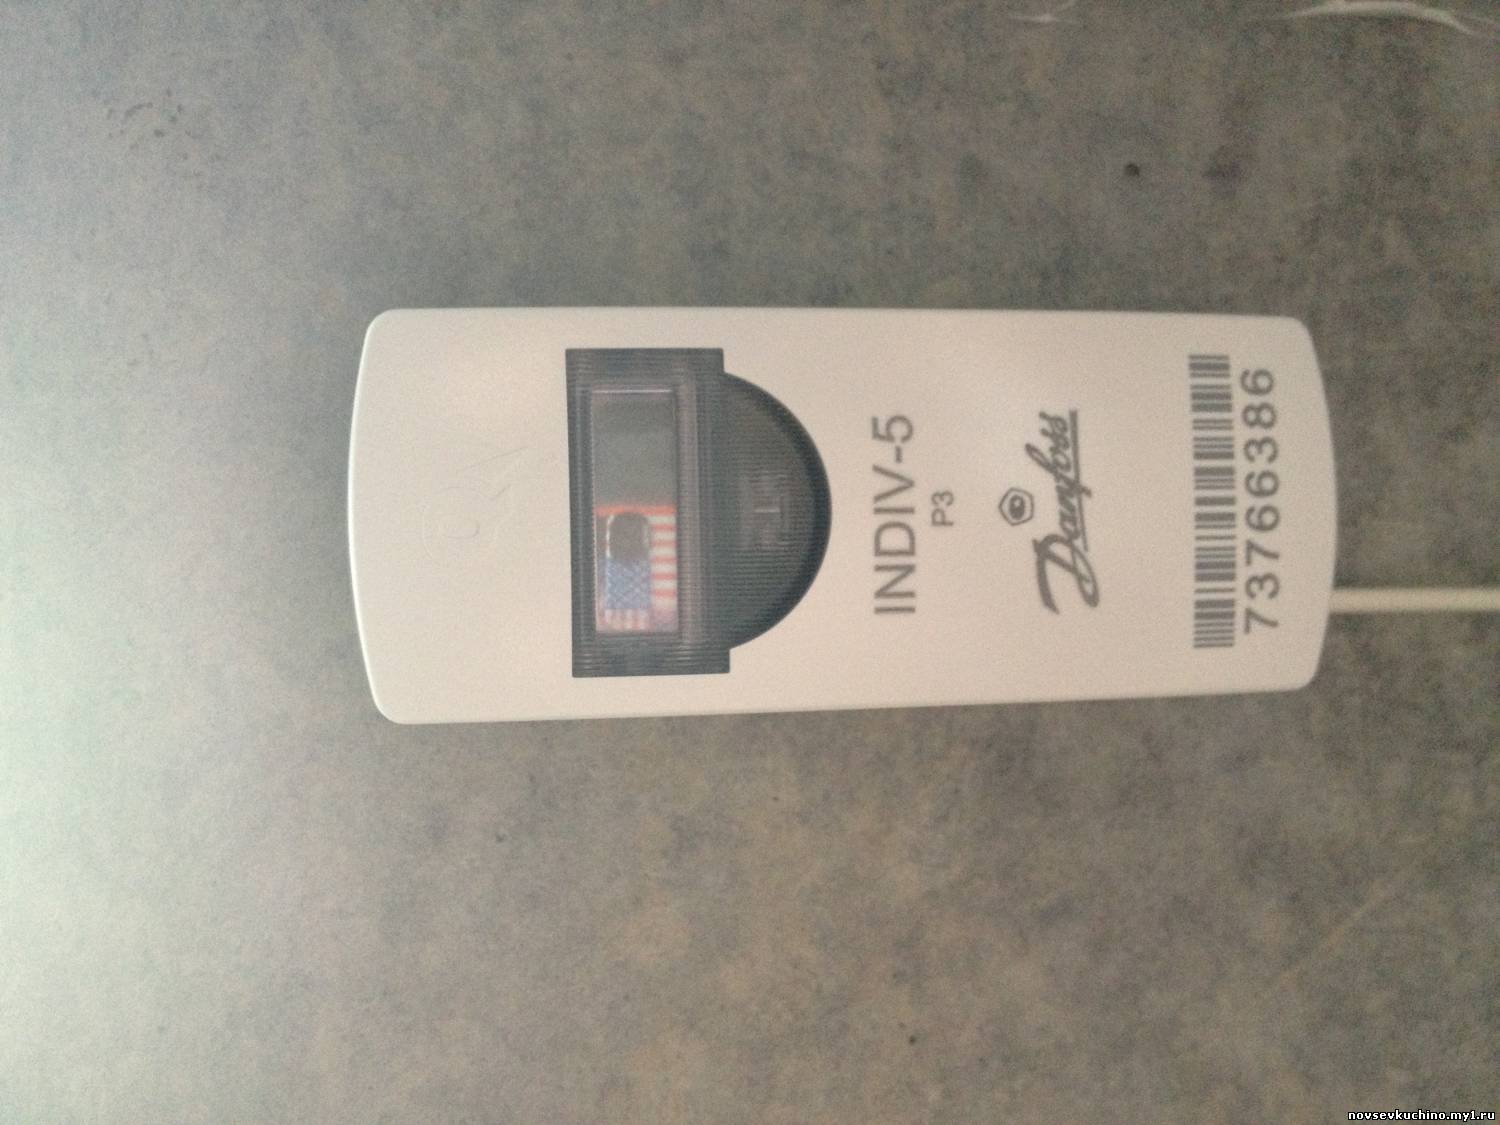 INDIV-5
P3
Danfoss
73766386
novsevkuchino.my1.ru